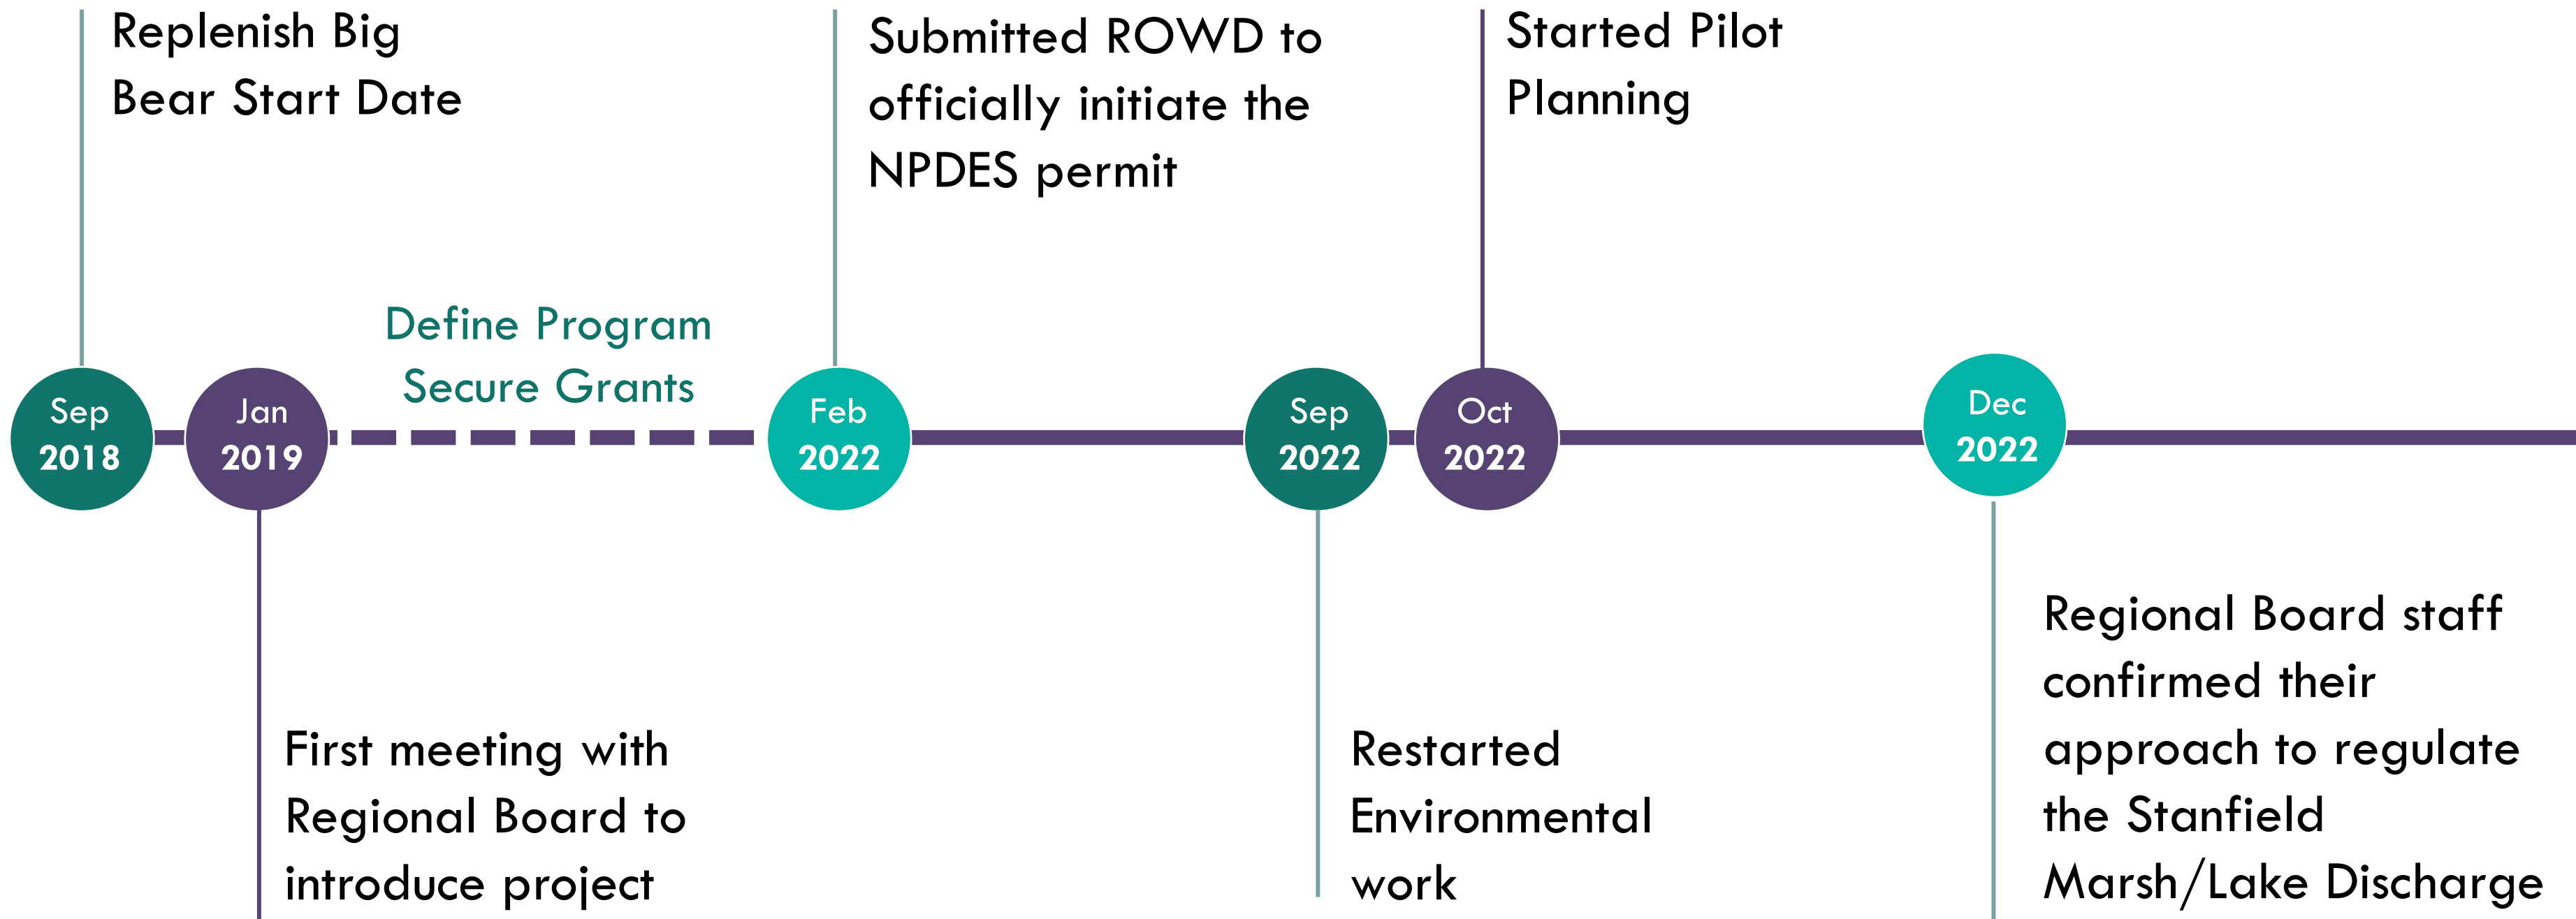 Replenish Big
Bear Start Date
Submitted ROWD to
officially initiate the
NPDES permit
Started Pilot
Planning
Define Program
Secure Grants
Sep
2018
Jan
2019
Feb
2022
Sep
2022
Oct
2022
Dec
2022
First meeting with
Regional Board to
introduce project
Restarted
Environmental
work
Regional Board staff
confirmed their
approach to regulate
the Stanfield
Marsh/Lake Discharge